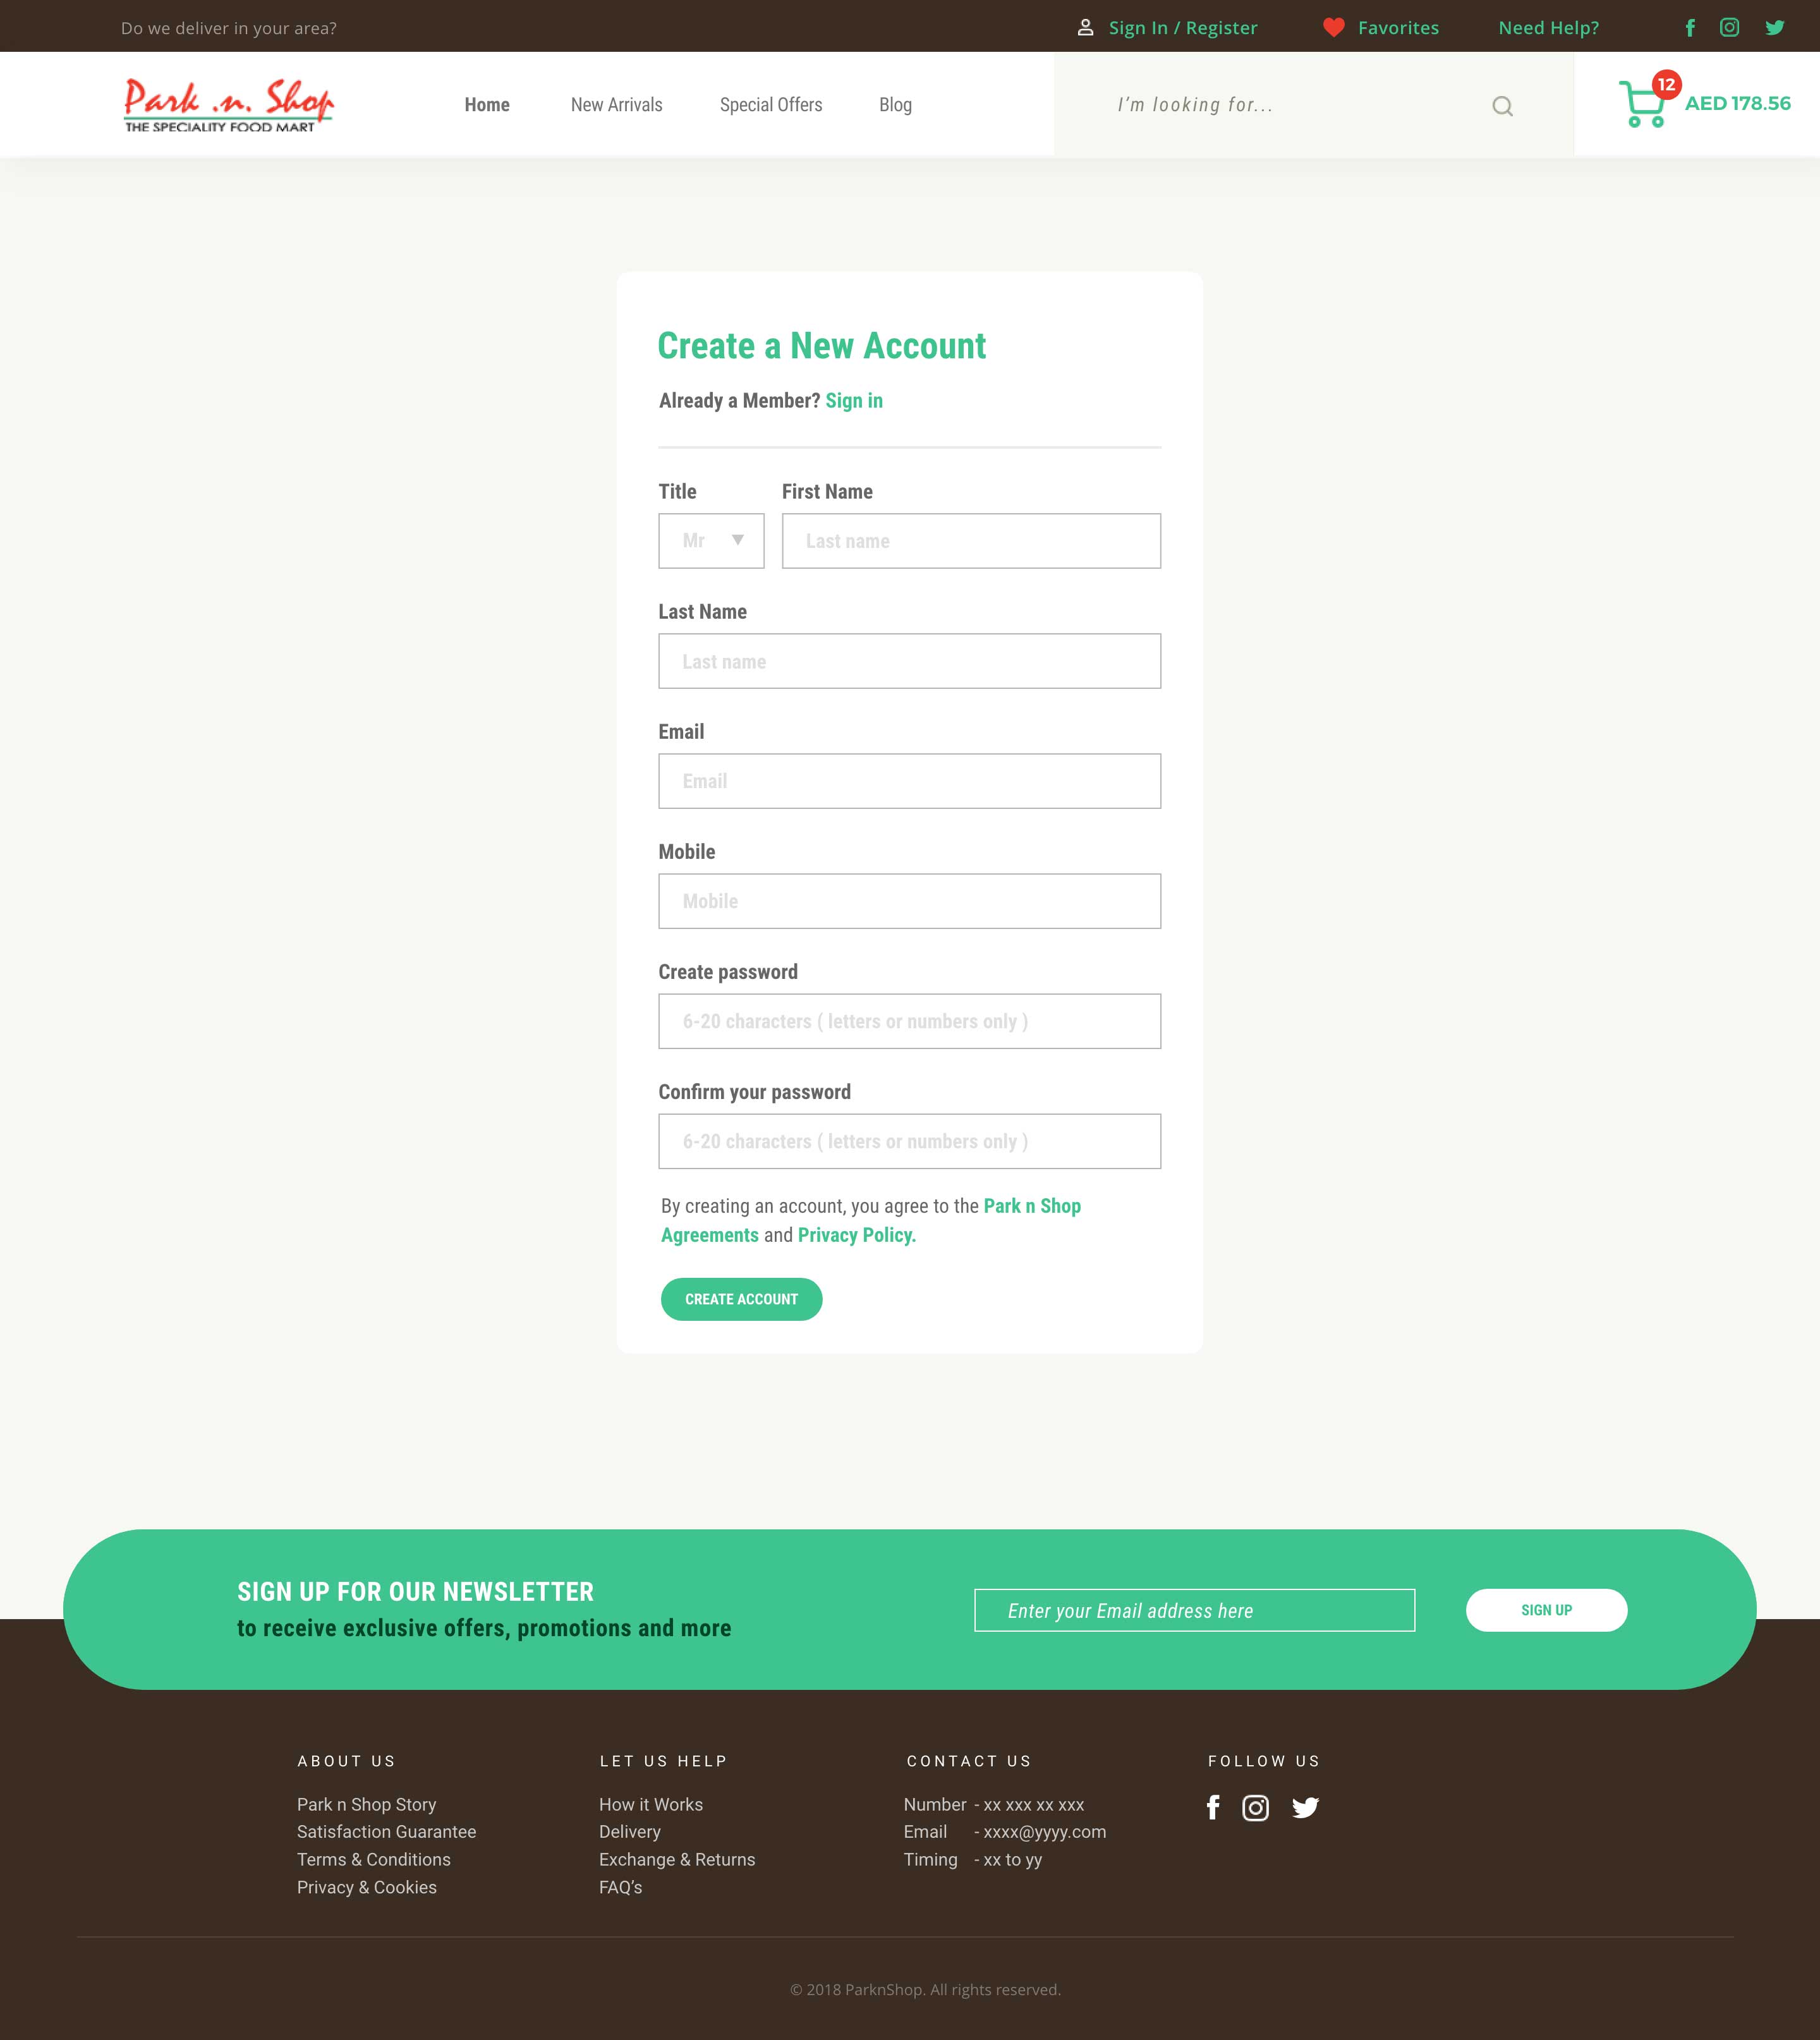 Do we deliver in your area?
Sign In / Register
Favorites
Need Help?
Park .n. Shop
THE SPECIALITY FOOD MART
Home
New Arrivals
Special Offers
Blog
I'm looking for...
12
AED 178.56
Create a New Account
Already a Member? Sign in
Title
First Name
Mr
Last name
Last Name
Last name
Email
Email
Mobile
Mobile
Create password
6-20 characters ( letters or numbers only )
Confirm your password
6-20 characters ( letters or numbers only )
By creating an account, you agree to the Park n Shop
Agreements and Privacy Policy.
CREATE ACCOUNT
SIGN UP FOR OUR NEWSLETTER
to receive exclusive offers, promotions and more
Enter your Email address here
SIGN UP
ABOUT US
Park n Shop Story
Satisfaction Guarantee
Terms & Conditions
Privacy & Cookies
LET US HELP
How it Works
Delivery
Exchange & Returns
FAQ's
CONTACT US
Number - xx xxx xx xxx
Email - xxxx@yyyy.com
Timing - xx to yy
FOLLOW US
© 2018 ParknShop. All rights reserved.